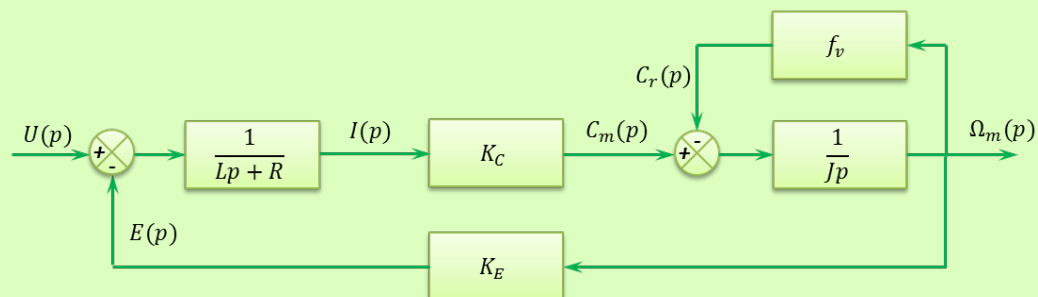 f_v
C_r(p)
U(p)
+
-
1
Lp + R
I(p)
K_C
C_m(p)
+
-
1
Jp
Ω_m(p)
E(p)
K_E